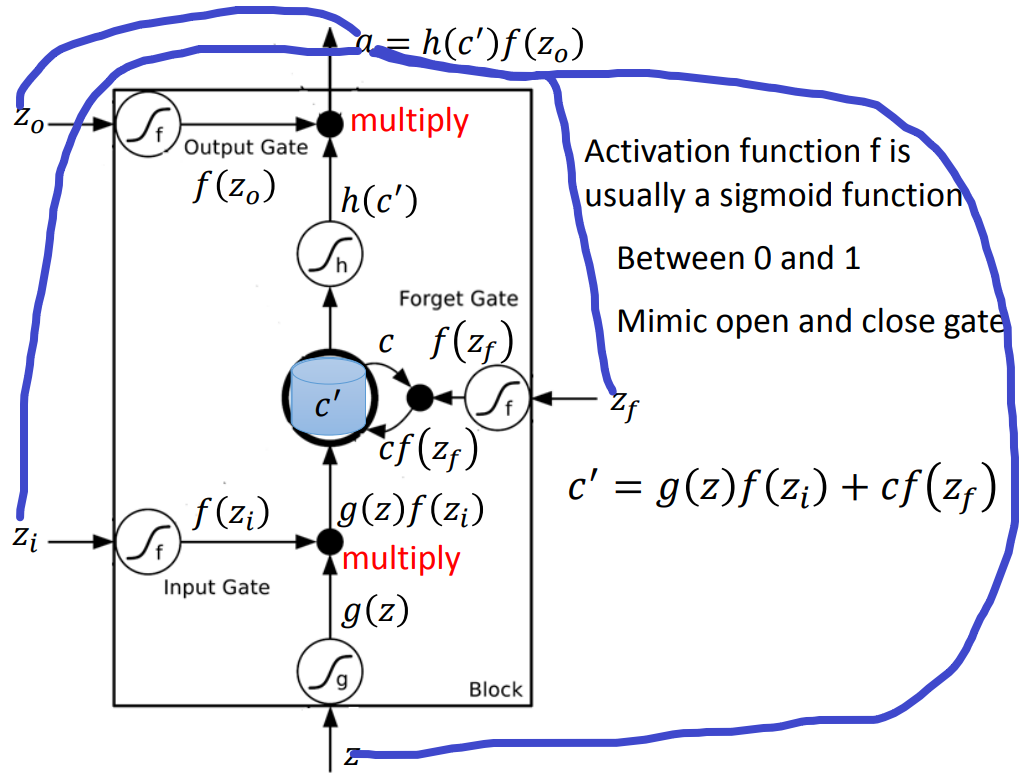 a = h(c′)f(z_o)
z_o
f
multiply
Output Gate
f(z_o)
h(c′)
Activation function f is
usually a sigmoid function
h
Between 0 and 1
Forget Gate
Mimic open and close gate
c
f(z_f)
c′
f
z_f
cf(z_f)
c′ = g(z)f(z_i) + cf(z_f)
f(z_i)
g(z)f(z_i)
z_i
f
multiply
Input Gate
g(z)
g
Block
z